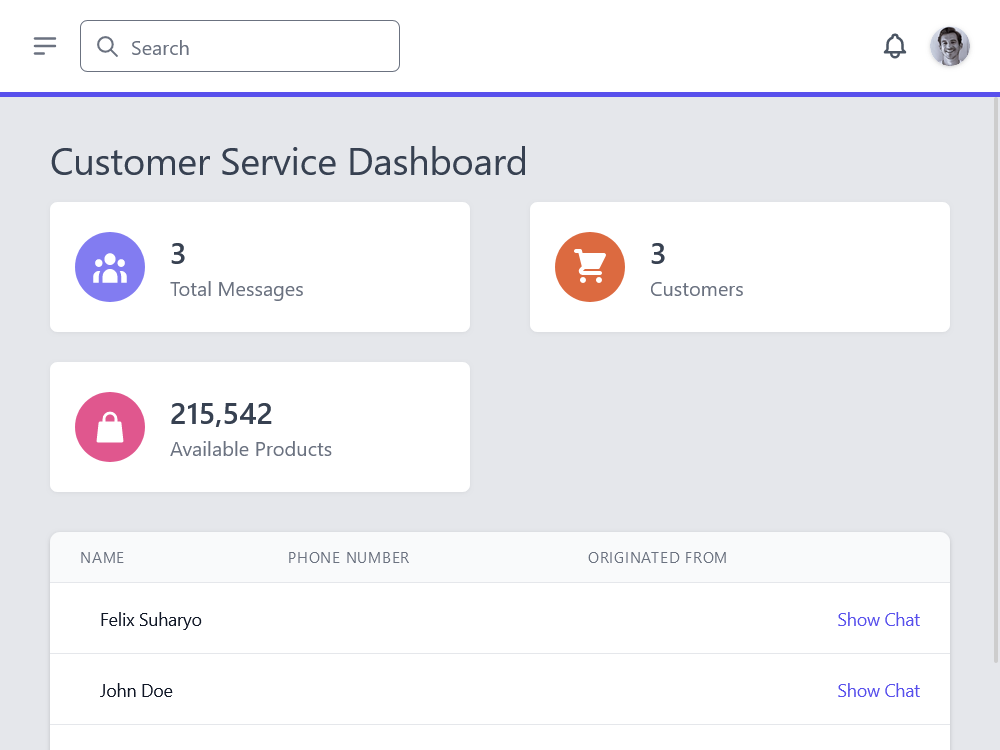 Search
Customer Service Dashboard
3
Total Messages
3
Customers
215,542
Available Products
NAME PHONE NUMBER ORIGINATED FROM
Felix Suharyo Show Chat
John Doe Show Chat